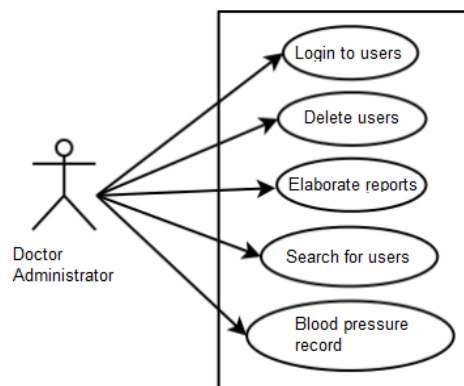 Login to users
Delete users
Elaborate reports
Search for users
Blood pressure
record
Doctor
Administrator